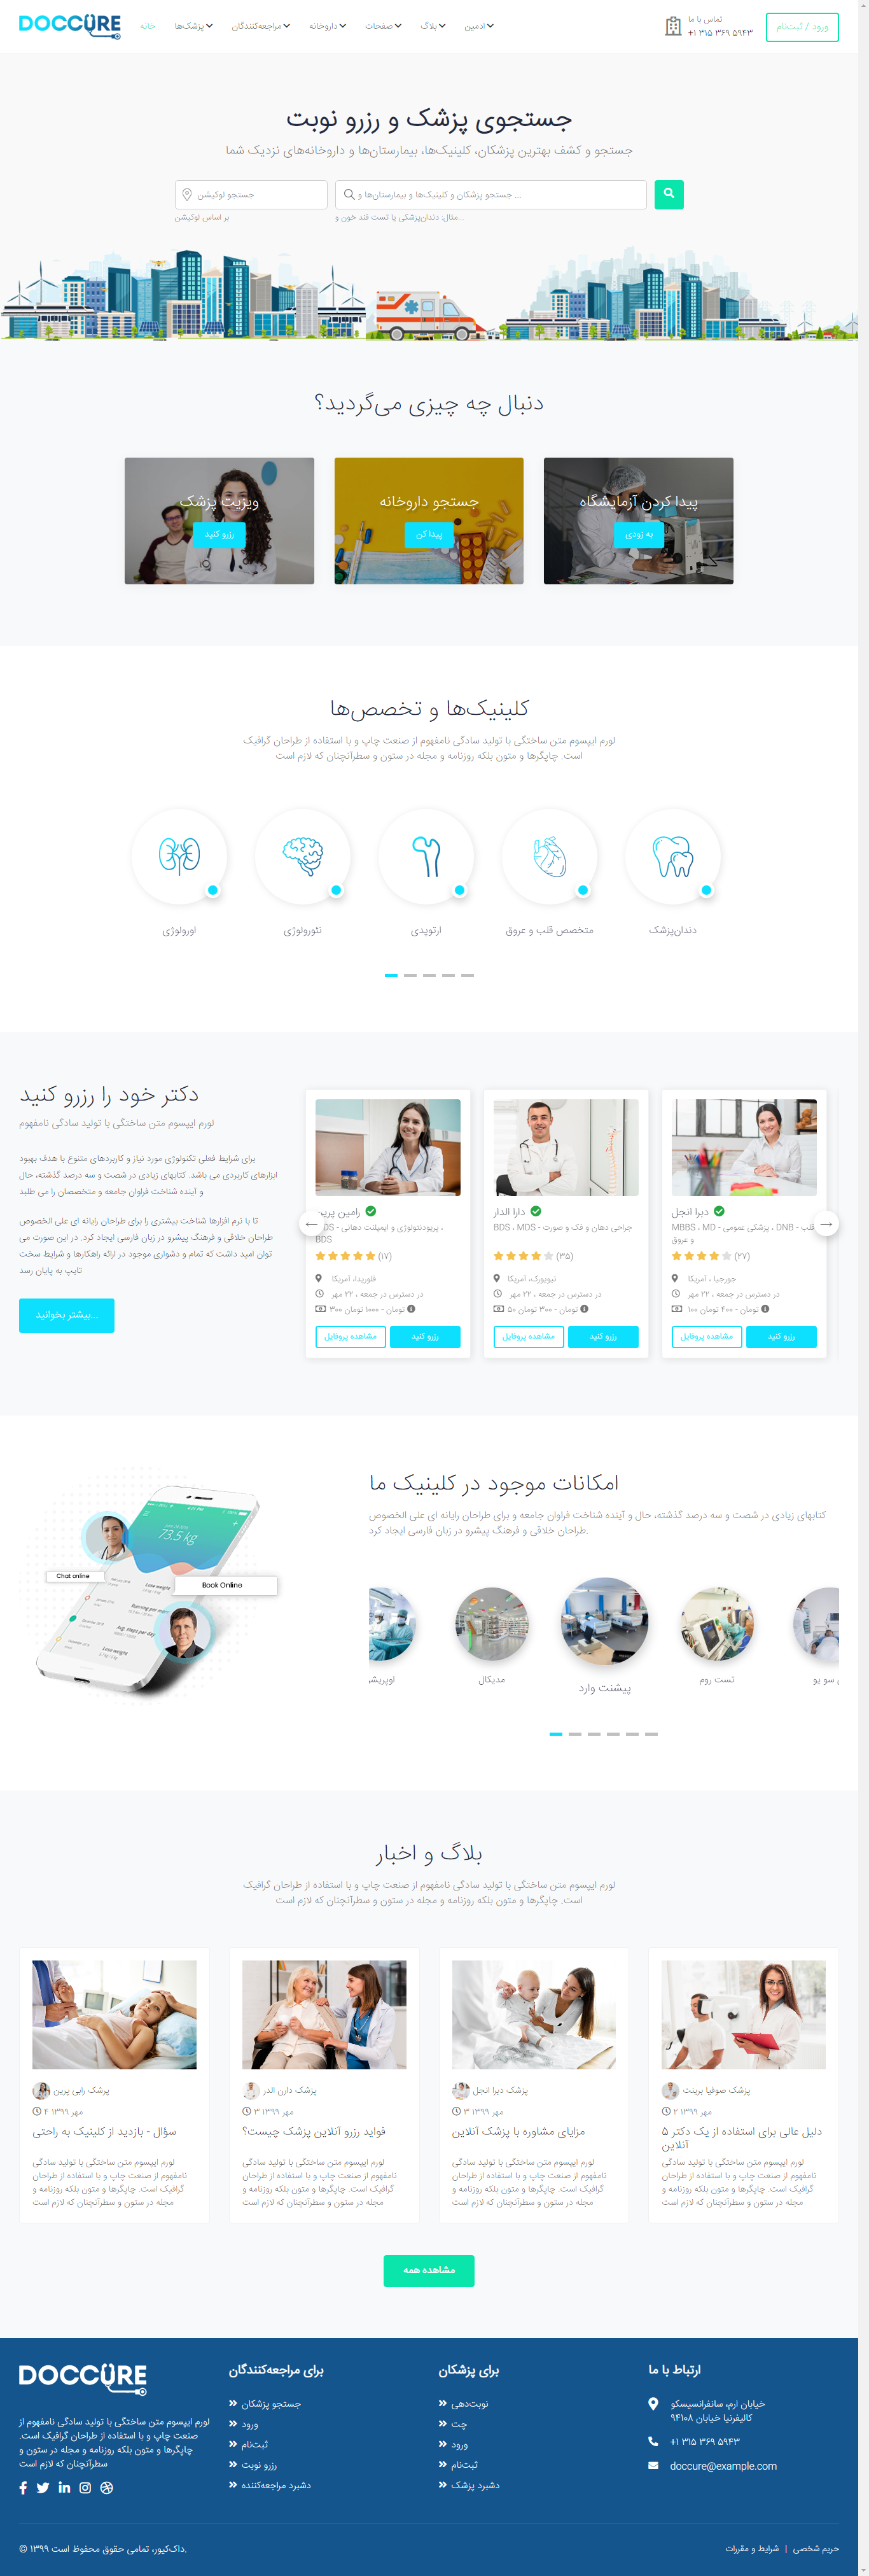 DOCCURE
خانه
پزشک‌ها
مراجعه‌کنندگان
داروخانه
صفحات
بلاگ
ادمین
تماس با ما
+۱ ۳۱۵ ۳۶۹ ۵۹۴۳
ورود / ثبت‌نام
جستجوی پزشک و رزرو نوبت
جستجو و کشف بهترین پزشکان، کلینیک‌ها، بیمارستان‌ها و داروخانه‌های نزدیک شما
جستجو لوکیشن
جستجو پزشکان و کلینیک‌ها و بیمارستان‌ها و ...
بر اساس لوکیشن
مثال: دندان‌پزشکی یا تست قند خون و...
دنبال چه چیزی می‌گردید؟
ویزیت پزشک
رزرو کنید
جستجو داروخانه
پیدا کن
پیدا کردن آزمایشگاه
به زودی
کلینیک‌ها و تخصص‌ها
لورم ایپسوم متن ساختگی با تولید سادگی نامفهوم از صنعت چاپ و با استفاده از طراحان گرافیک
است. چاپگرها و متون بلکه روزنامه و مجله در ستون و سطرآنچنان که لازم است
اورولوژی
نئورولوژی
ارتوپدی
متخصص قلب و عروق
دندان‌پزشک
دکتر خود را رزرو کنید
لورم ایپسوم متن ساختگی با تولید سادگی نامفهوم
برای شرایط فعلی تکنولوژی مورد نیاز و کاربردهای متنوع با هدف بهبود
ابزارهای کاربردی می باشد. کتابهای زیادی در شصت و سه درصد گذشته، حال
و آینده شناخت فراوان جامعه و متخصصان را می طلبد
تا با نرم افزارها شناخت بیشتری را برای طراحان رایانه ای علی الخصوص
طراحان خلاقی و فرهنگ پیشرو در زبان فارسی ایجاد کرد. در این صورت می
توان امید داشت که تمام و دشواری موجود در ارائه راهکارها و شرایط سخت
تایپ به پایان رسد
بیشتر بخوانید...
رامین پرین
پریودنتولوژی و ایمپلنت دهانی - BDS ،
BDS
(۱۷)
فلوریدا، آمریکا
در دسترس در جمعه ، ۲۲ مهر
۳۰۰ تومان - ۱۰۰۰ تومان
مشاهده پروفایل
رزرو کنید
دارا الدار
BDS ، MDS - جراحی دهان و فک و صورت
(۳۵)
نیویورک، آمریکا
در دسترس در جمعه ، ۲۲ مهر
۵۰ تومان - ۳۰۰ تومان
مشاهده پروفایل
رزرو کنید
دبرا انجل
MBBS ، MD - پزشکی عمومی ، DNB - قلب
و عروق
(۲۷)
جورجیا ، آمریکا
در دسترس در جمعه ، ۲۲ مهر
۱۰۰ تومان - ۴۰۰ تومان
مشاهده پروفایل
رزرو کنید
73.5 kg
Chat online
Book Online
امکانات موجود در کلینیک ما
کتابهای زیادی در شصت و سه درصد گذشته، حال و آینده شناخت فراوان جامعه و برای طراحان رایانه ای علی الخصوص
طراحان خلاقی و فرهنگ پیشرو در زبان فارسی ایجاد کرد.
اوپریشن
مدیکال
پیشنت وارد
تست روم
سو یو
بلاگ و اخبار
لورم ایپسوم متن ساختگی با تولید سادگی نامفهوم از صنعت چاپ و با استفاده از طراحان گرافیک
است. چاپگرها و متون بلکه روزنامه و مجله در ستون و سطرآنچنان که لازم است
پرشک رابی پرین
۴ مهر ۱۳۹۹
سؤال - بازدید از کلینیک به راحتی
لورم ایپسوم متن ساختگی با تولید سادگی
نامفهوم از صنعت چاپ و با استفاده از طراحان
گرافیک است. چاپگرها و متون بلکه روزنامه و
مجله در ستون و سطرآنچنان که لازم است
پزشک دارن الدر
۳ مهر ۱۳۹۹
فواید رزرو آنلاین پزشک چیست؟
لورم ایپسوم متن ساختگی با تولید سادگی
نامفهوم از صنعت چاپ و با استفاده از طراحان
گرافیک است. چاپگرها و متون بلکه روزنامه و
مجله در ستون و سطرآنچنان که لازم است
پزشک دبرا انجل
۳ مهر ۱۳۹۹
مزایای مشاوره با پزشک آنلاین
لورم ایپسوم متن ساختگی با تولید سادگی
نامفهوم از صنعت چاپ و با استفاده از طراحان
گرافیک است. چاپگرها و متون بلکه روزنامه و
مجله در ستون و سطرآنچنان که لازم است
پزشک صوفیا برینت
۲ مهر ۱۳۹۹
۵ دلیل عالی برای استفاده از یک دکتر
آنلاین
لورم ایپسوم متن ساختگی با تولید سادگی
نامفهوم از صنعت چاپ و با استفاده از طراحان
گرافیک است. چاپگرها و متون بلکه روزنامه و
مجله در ستون و سطرآنچنان که لازم است
مشاهده همه
DOCCURE
لورم ایپسوم متن ساختگی با تولید سادگی نامفهوم از
صنعت چاپ و با استفاده از طراحان گرافیک است.
چاپگرها و متون بلکه روزنامه و مجله در ستون و
سطرآنچنان که لازم است
برای مراجعه‌کنندگان
جستجو پزشکان
ورود
ثبت‌نام
رزرو نوبت
دشبرد مراجعه‌کننده
برای پزشکان
نوبت‌دهی
چت
ورود
ثبت‌نام
دشبرد پزشک
ارتباط با ما
خیابان ارم، سانفرانسیسکو
کالیفرنیا خیابان ۹۴۱۰۸
+۱ ۳۱۵ ۳۶۹ ۵۹۴۳
doccure@example.com
© ۱۳۹۹ داک‌کیور، تمامی حقوق محفوظ است.
شرایط و مقررات | حریم شخصی